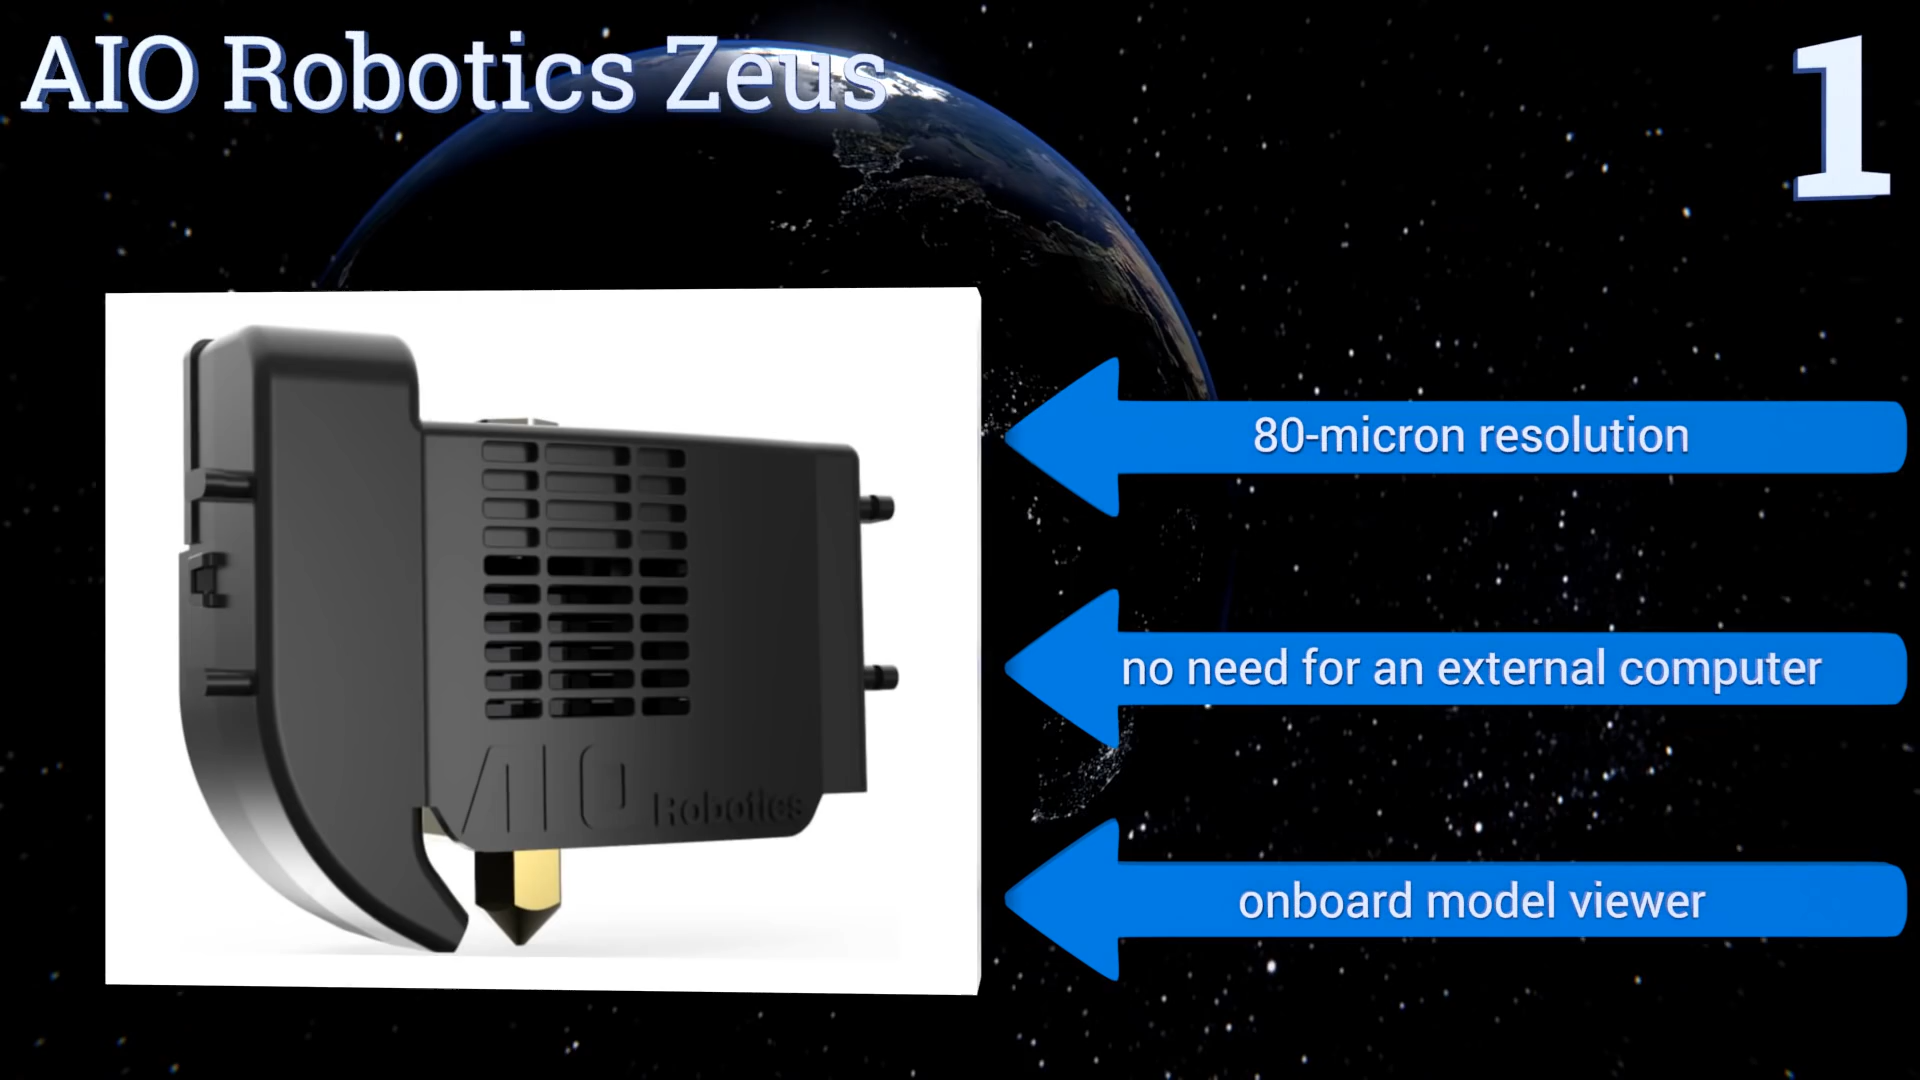 AIO Robotics Zeus
1
80-micron resolution
no need for an external computer
onboard model viewer
AIO Robotics